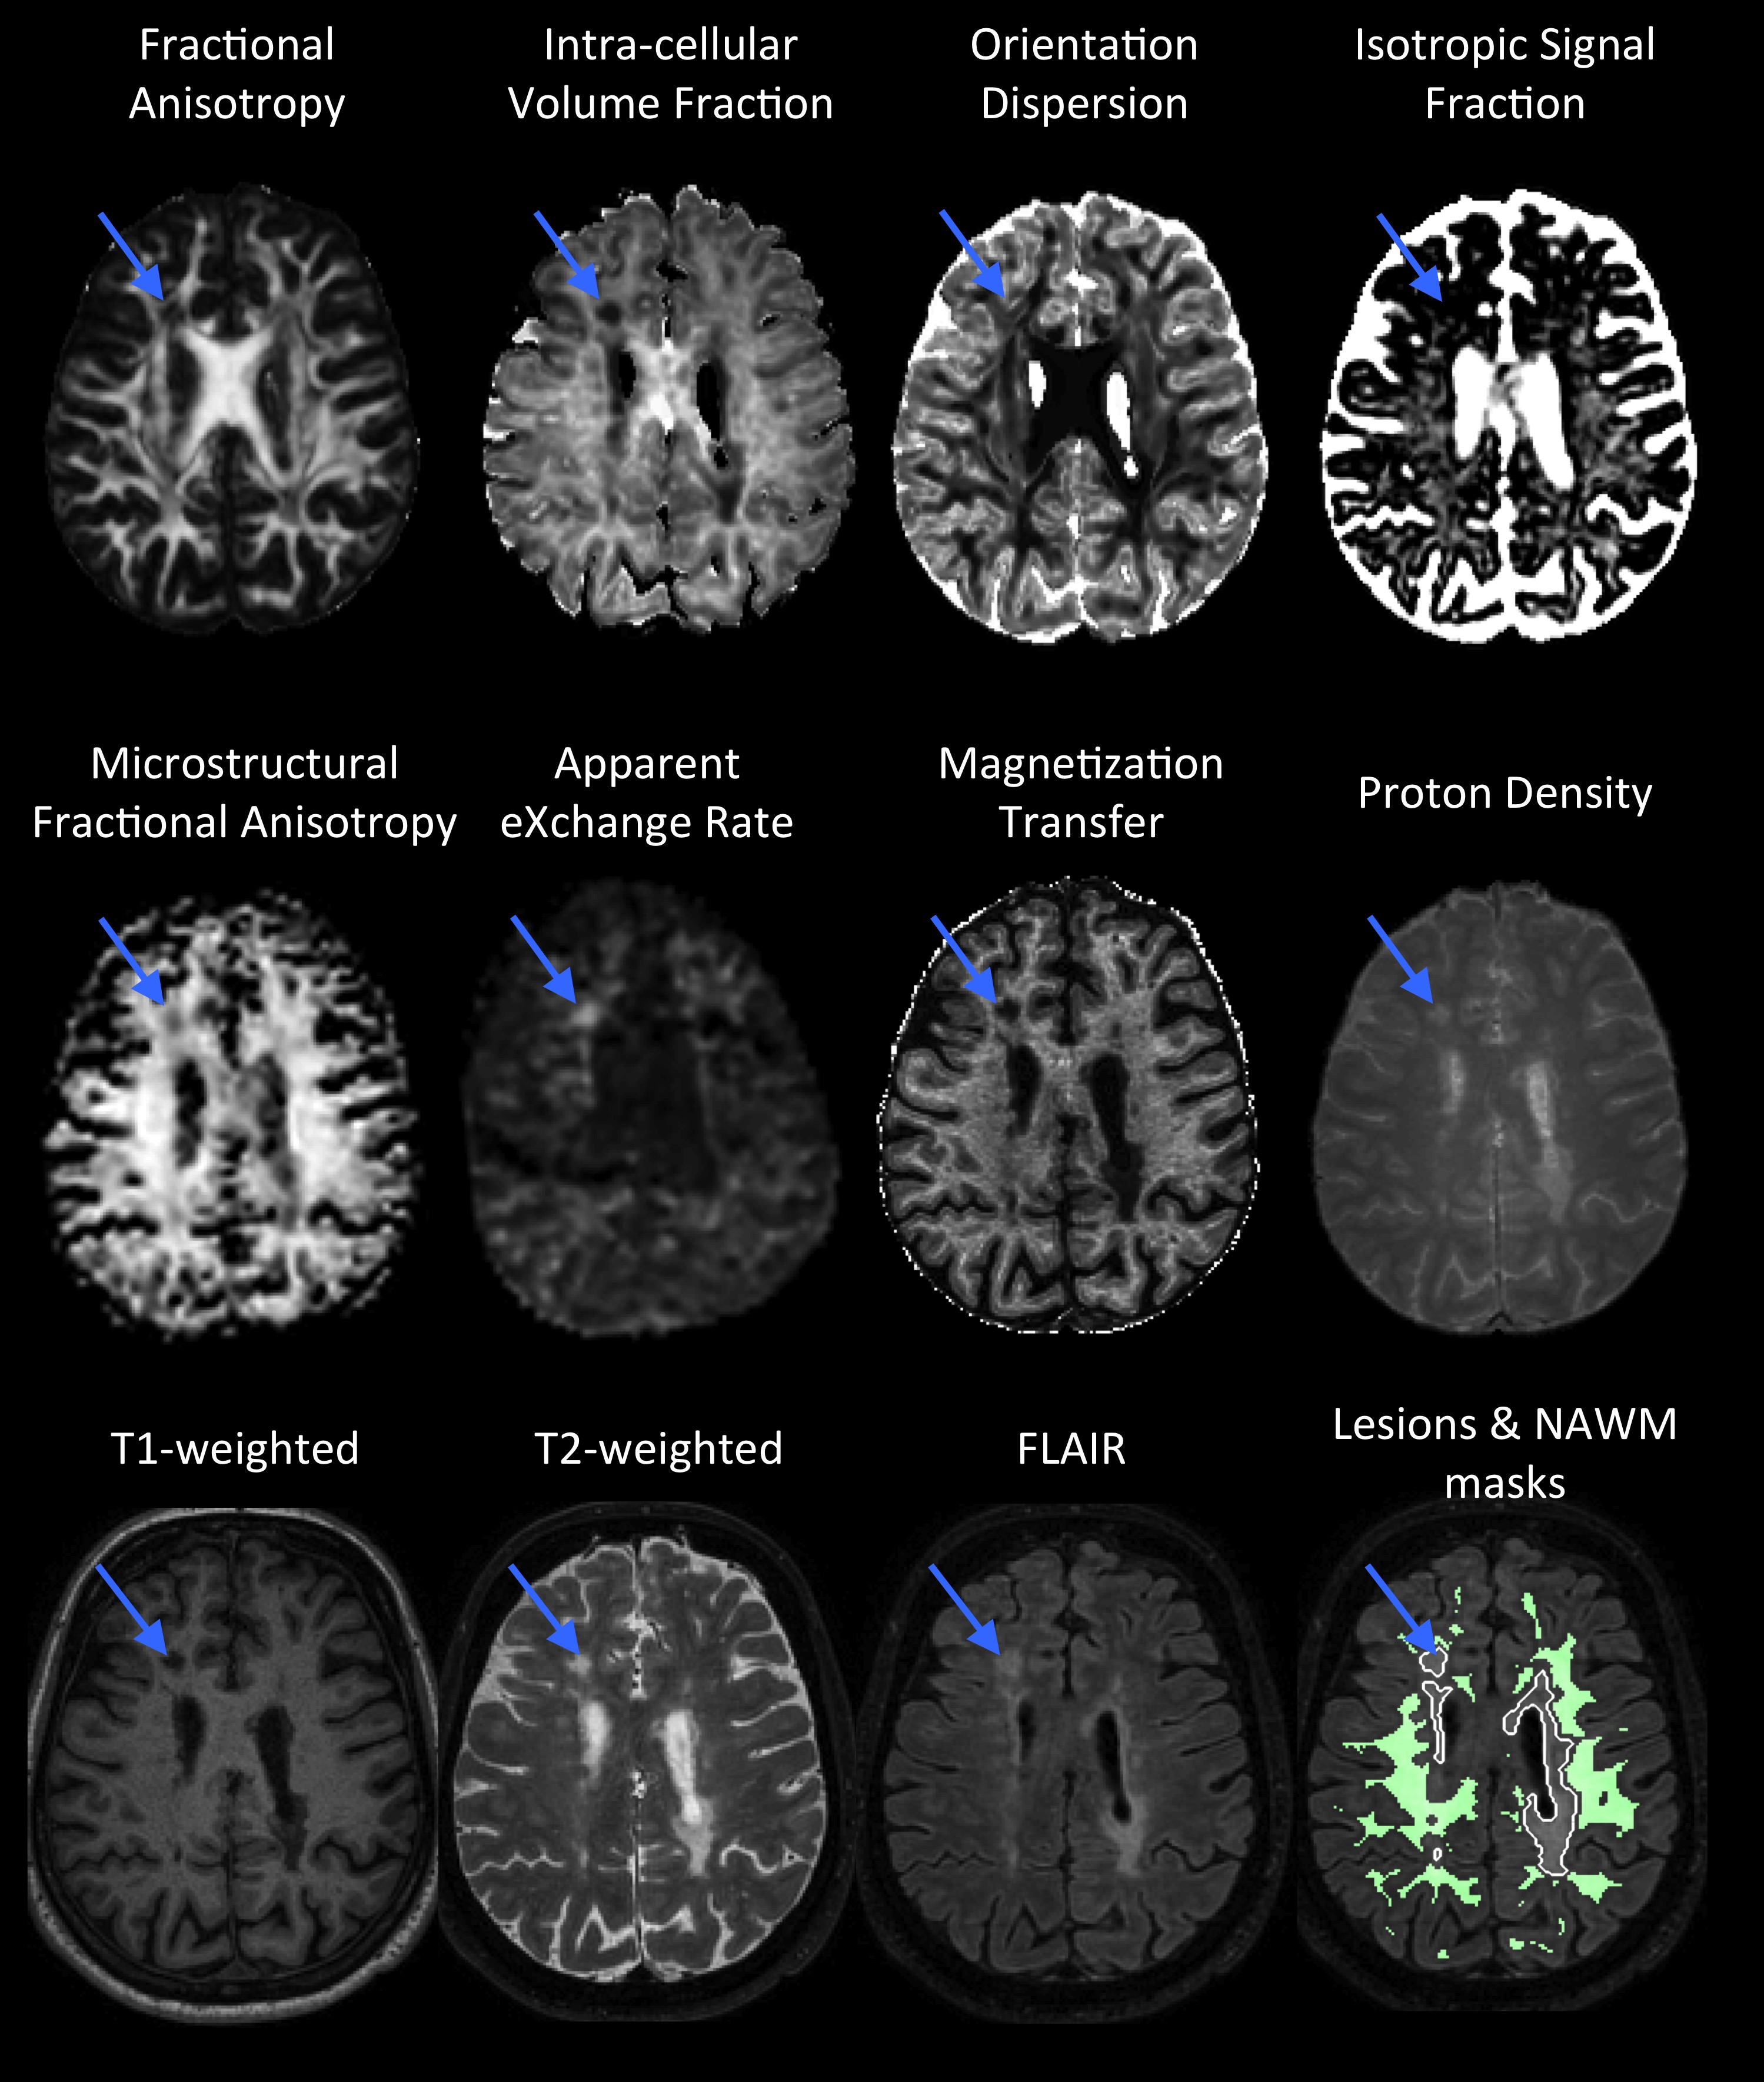 Fractional
Anisotropy
Intra-cellular
Volume Fraction
Orientation
Dispersion
Isotropic Signal
Fraction
Microstructural
Fractional Anisotropy
Apparent
eXchange Rate
Magnetization
Transfer
Proton Density
T1-weighted
T2-weighted
FLAIR
Lesions & NAWM
masks